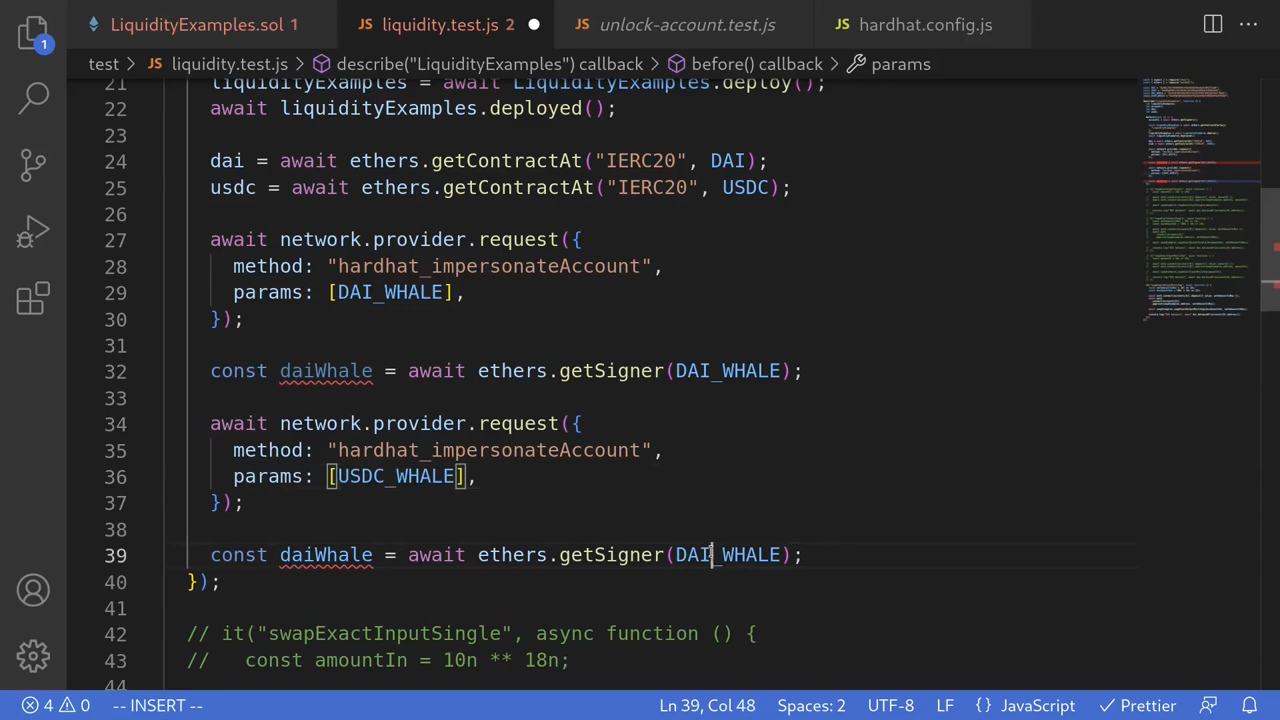 1
LiquidityExamples.sol 1
JS liquidity.test.js 2
JS unlock-account.test.js
JS hardhat.config.js
test > JS liquidity.test.js > describe("LiquidityExamples") callback > before() callback > params
21 liquidityExamples = await LiquidityExamples.deploy();
22 await liquidityExamples.deployed();
23
24 dai = await ethers.getContractAt("IERC20", DAI);
25 usdc = await ethers.getContractAt("IERC20", USDC);
26
27 await network.provider.request({
28 method: "hardhat_impersonateAccount",
29 params: [DAI_WHALE],
30 });
31
32 const daiWhale = await ethers.getSigner(DAI_WHALE);
33
34 await network.provider.request({
35 method: "hardhat_impersonateAccount",
36 params: [USDC_WHALE],
37 });
38
39 const daiWhale = await ethers.getSigner(DAI_WHALE);
40 });
41
42 // it("swapExactInputSingle", async function () {
43 // const amountIn = 10n ** 18n;
44
4 0 -- INSERT -- Ln 39, Col 48 Spaces: 2 UTF-8 LF {} JavaScript Prettier